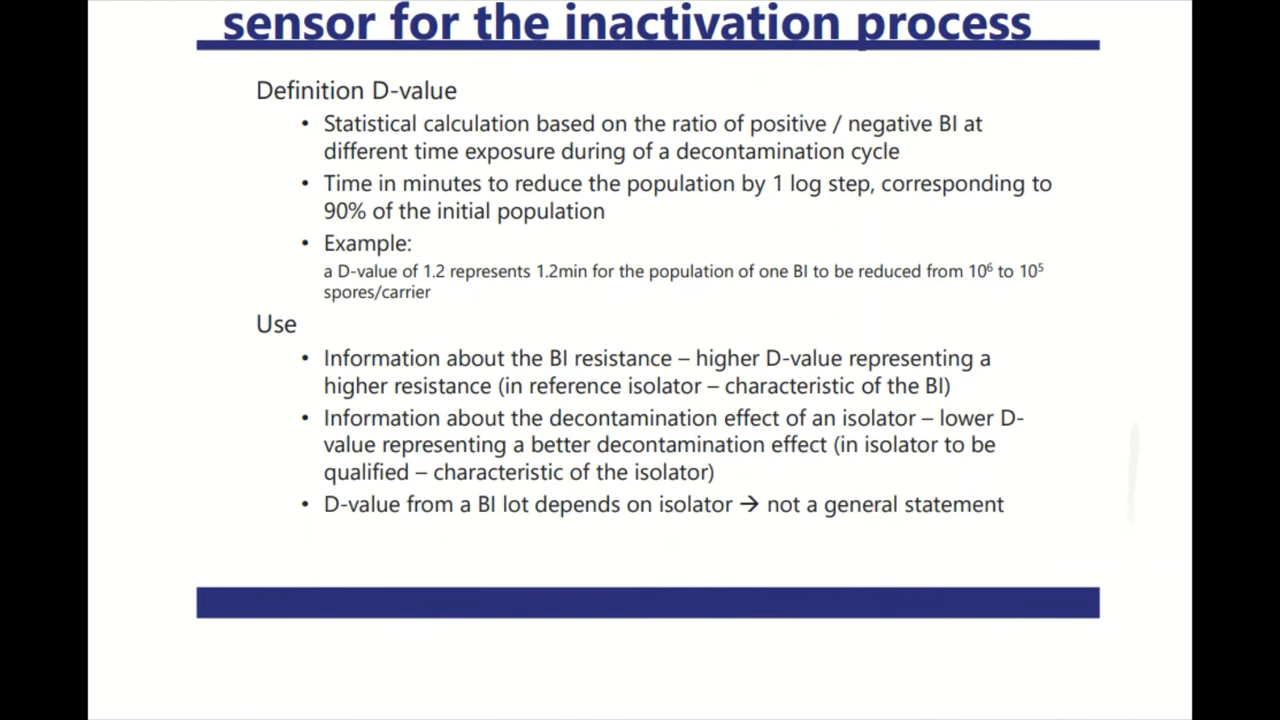 sensor for the inactivation process
Definition D-value
• Statistical calculation based on the ratio of positive / negative BI at
different time exposure during of a decontamination cycle
• Time in minutes to reduce the population by 1 log step, corresponding to
90% of the initial population
• Example:
a D-value of 1.2 represents 1.2min for the population of one BI to be reduced from 10⁶ to 10⁵
spores/carrier
Use
• Information about the BI resistance – higher D-value representing a
higher resistance (in reference isolator – characteristic of the BI)
• Information about the decontamination effect of an isolator – lower D-
value representing a better decontamination effect (in isolator to be
qualified – characteristic of the isolator)
• D-value from a BI lot depends on isolator → not a general statement